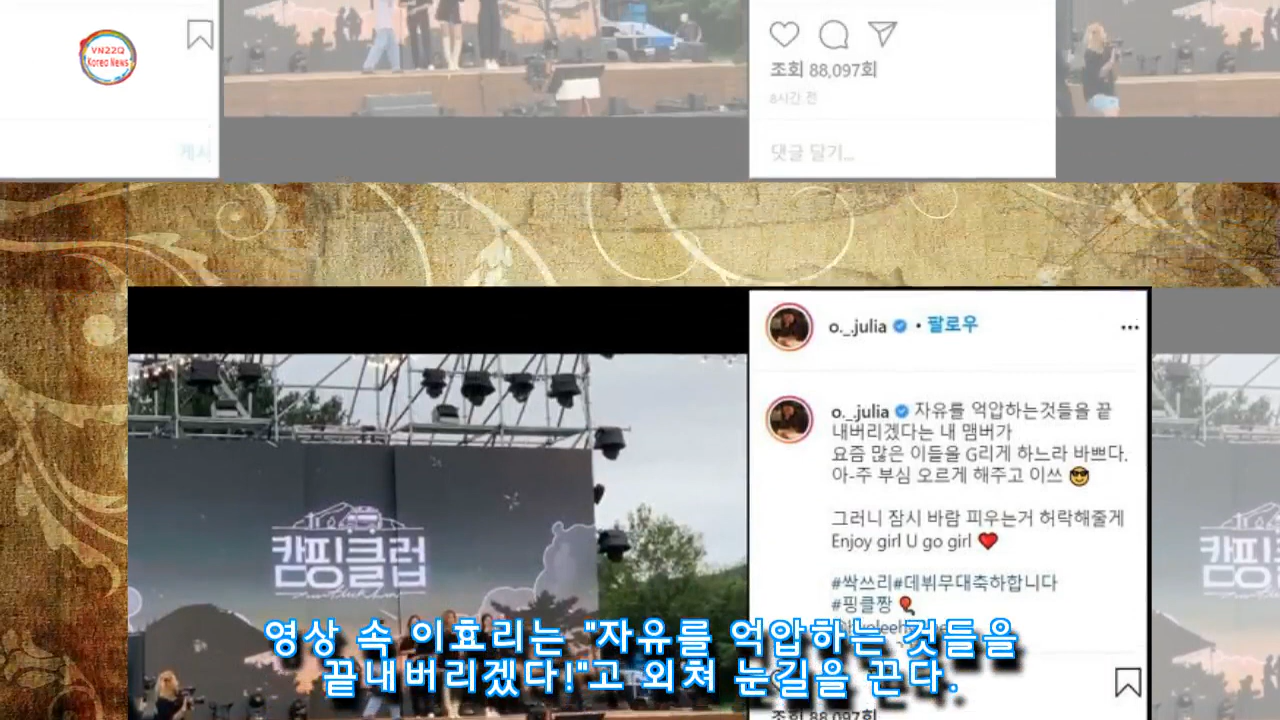 VN22Q
Korea News
게시
조회 88,097회
8시간 전
댓글 달기...
o._.julia • 팔로우
o._.julia 자유를 억압하는것들을 끝
내버리겠다는 내 맴버가
요즘 많은 이들을 G리게 하느라 바쁘다.
아-주 부심 오르게 해주고 이쓰 😎
그러니 잠시 바람 피우는거 허락해줄게
Enjoy girl U go girl ❤️
#싹쓰리#데뷔무대축하합니다
#핑클짱 🎈
캠핑클럽
캠핑
영상 속 이효리는 "자유를 억압하는 것들을
끝내버리겠다!"고 외쳐 눈길을 끈다.
조회 88,097회